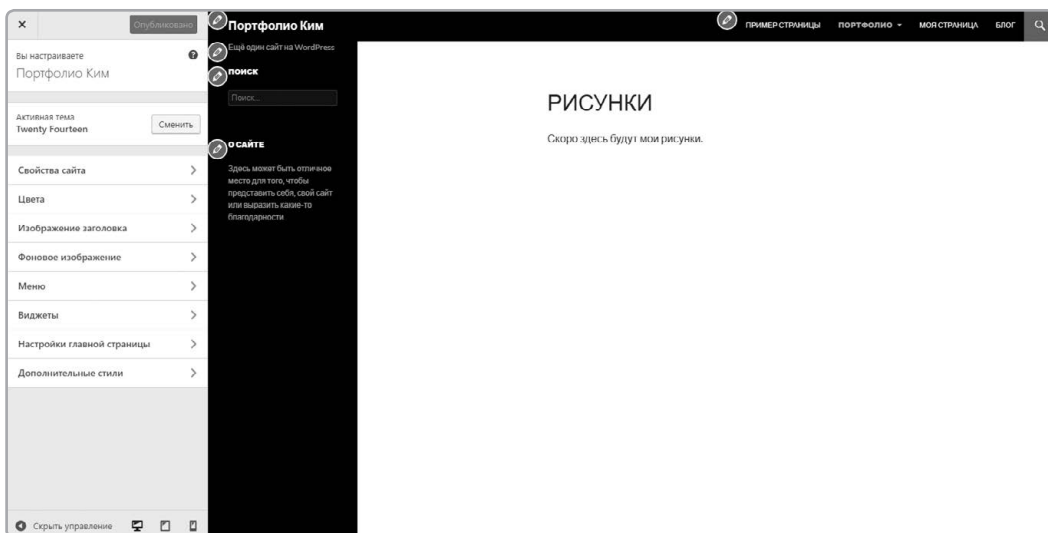 Опубликовано
Вы настраиваете
Портфолио Ким
Активная тема
Twenty Fourteen
Сменить
Свойства сайта
Цвета
Изображение заголовка
Фоновое изображение
Меню
Виджеты
Настройки главной страницы
Дополнительные стили
Скрыть управление
Портфолио Ким
Ещё один сайт на WordPress
ПОИСК
Поиск...
О САЙТЕ
Здесь может быть отличное
место для того, чтобы
представить себя, свой сайт
или выразить какие-то
благодарности
ПРИМЕР СТРАНИЦЫ ПОРТФОЛИО МОЯ СТРАНИЦА БЛОГ
РИСУНКИ
Скоро здесь будут мои рисунки.